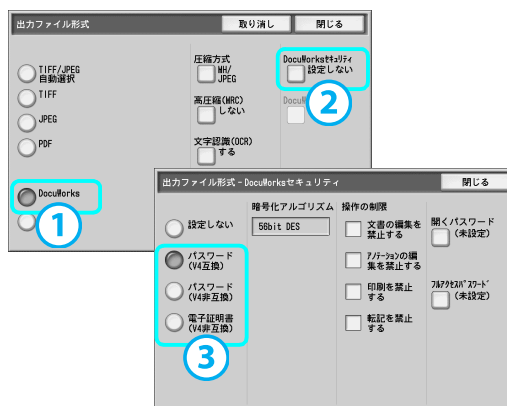 出力ファイル形式
取り消し
閉じる
TIFF/JPEG
自動選択
TIFF
JPEG
PDF
DocuWorks
1
圧縮方式
MH/
JPEG
高圧縮(MRC)
しない
文字認識(OCR)
する
DocuWorksｾｷｭﾘﾃｨ
設定しない
2
出力ファイル形式 - DocuWorksセキュリティ
閉じる
設定しない
パスワード
(V4互換)
パスワード
(V4非互換)
電子証明書
(V4非互換)
3
暗号化アルゴリズム
56bit DES
操作の制限
文書の編集を
禁止する
ｱﾉﾃｰｼｮﾝの編
集を禁止する
印刷を禁止
する
転記を禁止
する
開くパスワード
(未設定)
ﾌﾙｱｸｾｽﾊﾟｽﾜｰﾄﾞ
(未設定)